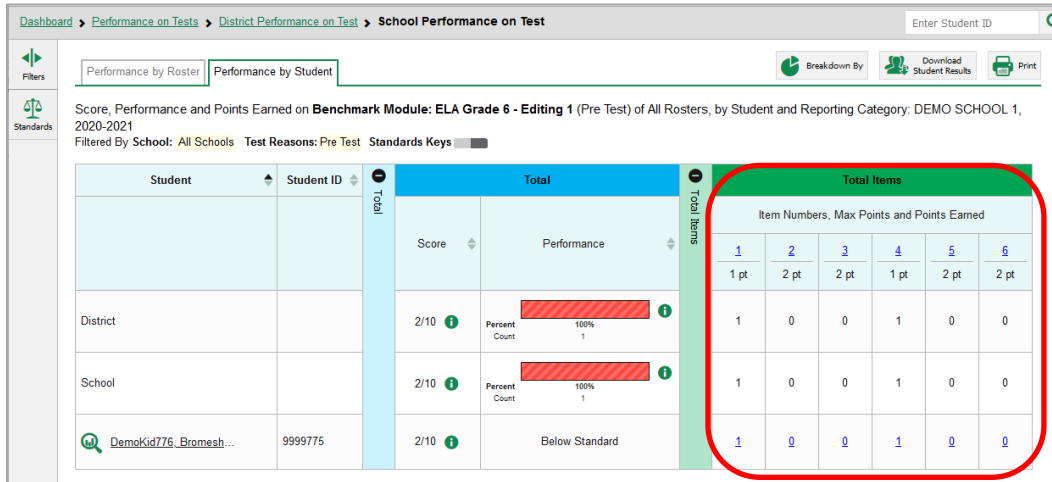 Dashboard > Performance on Tests > District Performance on Test > School Performance on Test
Enter Student ID
Filters
Standards
Performance by Roster
Performance by Student
Breakdown By
Download Student Results
Print
Score, Performance and Points Earned on Benchmark Module: ELA Grade 6 - Editing 1 (Pre Test) of All Rosters, by Student and Reporting Category: DEMO SCHOOL 1,
2020-2021
Filtered By School: All Schools Test Reasons: Pre Test Standards Keys
Student Student ID Total Total Total Items Total Items
Item Numbers, Max Points and Points Earned
Score Performance
1 2 3 4 5 6
1 pt 2 pt 2 pt 1 pt 2 pt 2 pt
District 2/10 1 0 0 1 0 0
Percent 100%
Count 1
School 2/10 1 0 0 1 0 0
Percent 100%
Count 1
DemoKid776, Bromesh... 9999775 2/10 Below Standard 1 0 1 0 0